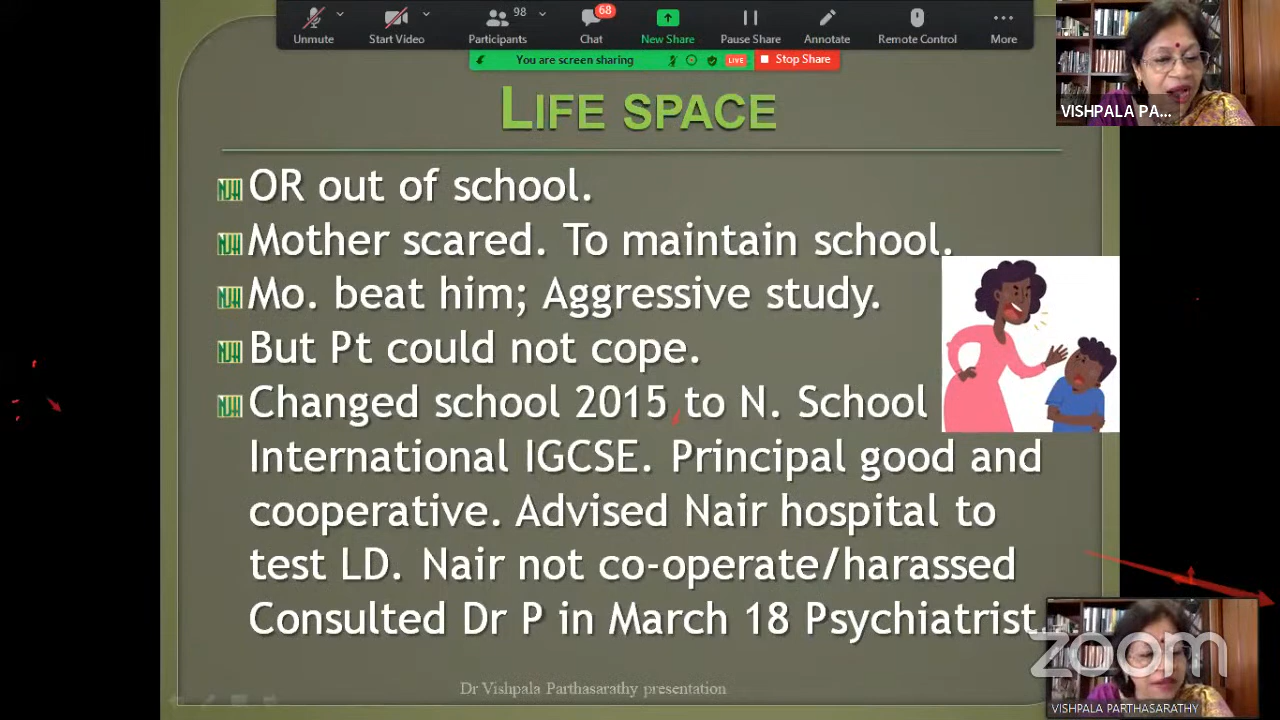 Unmute
Start Video
Participants
98
Chat
68
New Share
Pause Share
Annotate
Remote Control
More
You are screen sharing
LIVE
Stop Share
VISHPALA PA...
LIFE SPACE
OR out of school.
Mother scared. To maintain school.
Mo. beat him; Aggressive study.
But Pt could not cope.
Changed school 2015 to N. School
International IGCSE. Principal good and
cooperative. Advised Nair hospital to
test LD. Nair not co-operate/harassed
Consulted Dr P in March 18 Psychiatrist.
Dr Vishpala Parthasarathy presentation
zoom
VISHPALA PARTHASARATHY